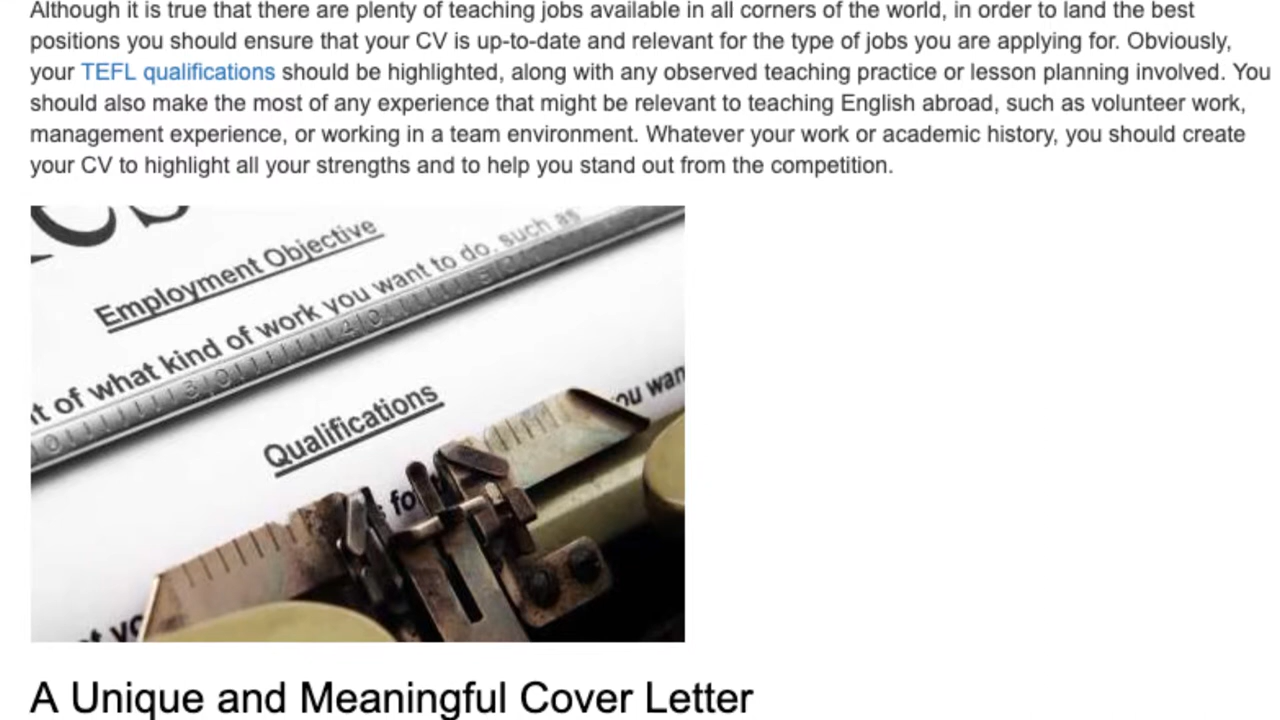 Although it is true that there are plenty of teaching jobs available in all corners of the world, in order to land the best
positions you should ensure that your CV is up-to-date and relevant for the type of jobs you are applying for. Obviously,
your TEFL qualifications should be highlighted, along with any observed teaching practice or lesson planning involved. You
should also make the most of any experience that might be relevant to teaching English abroad, such as volunteer work,
management experience, or working in a team environment. Whatever your work or academic history, you should create
your CV to highlight all your strengths and to help you stand out from the competition.
Employment Objective
of what kind of work you want to do, such as
Qualifications
A Unique and Meaningful Cover Letter